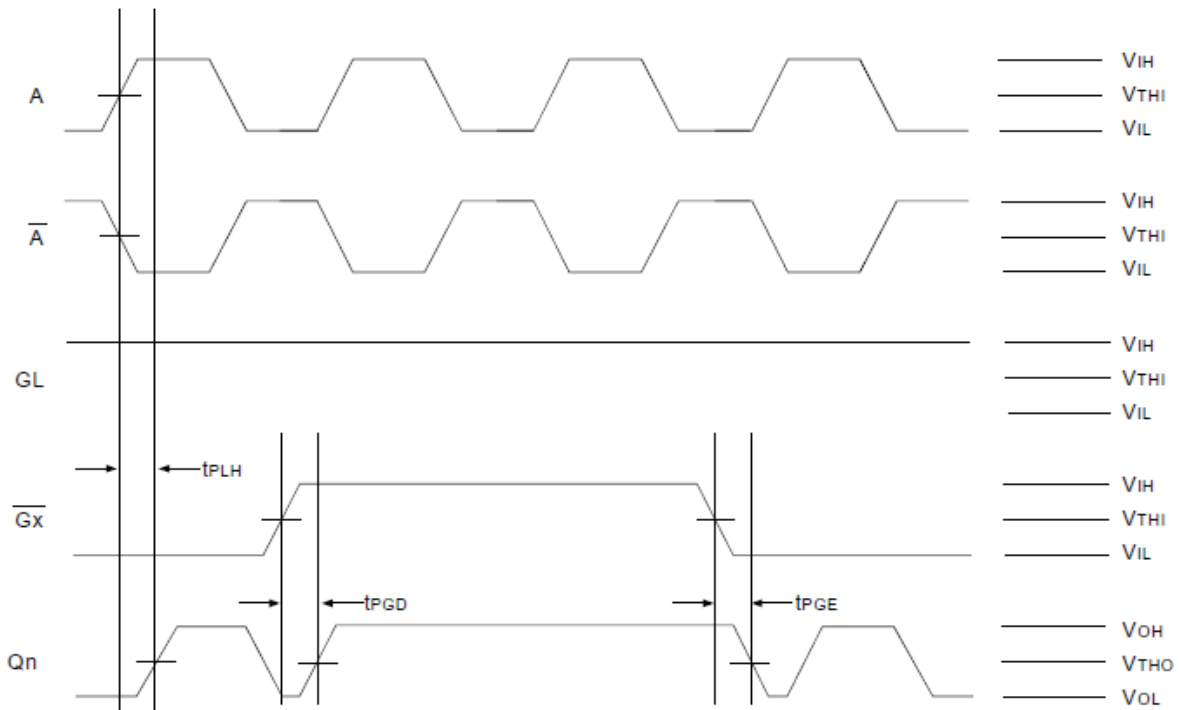 A
VIH
VTHI
VIL
A
VIH
VTHI
VIL
GL
VIH
VTHI
VIL
tPLH
Gx
VIH
VTHI
VIL
tPGD
tPGE
Qn
VOH
VTHO
VOL